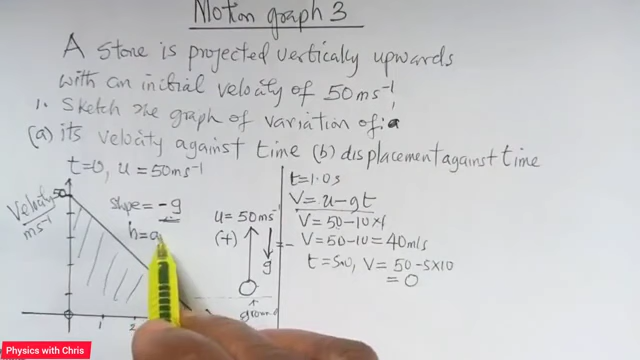 Motion graph 3
A stone is projected vertically upwards
with an initial velocity of 50ms⁻¹,
1. Sketch the graph of variation of:a
(a) its velocity against time (b) displacement against time
t=0, u = 50ms⁻¹
Velocity
ms⁻¹
50
slope = -g
h=a
1 2
u = 50ms⁻¹
(+)
g
=-
ground
t=1.0s
V = u-gt
V = 50-10×1
V = 50-10 = 40m/s
t=5.0, V = 50-5×10
= 0
Physics with Chris